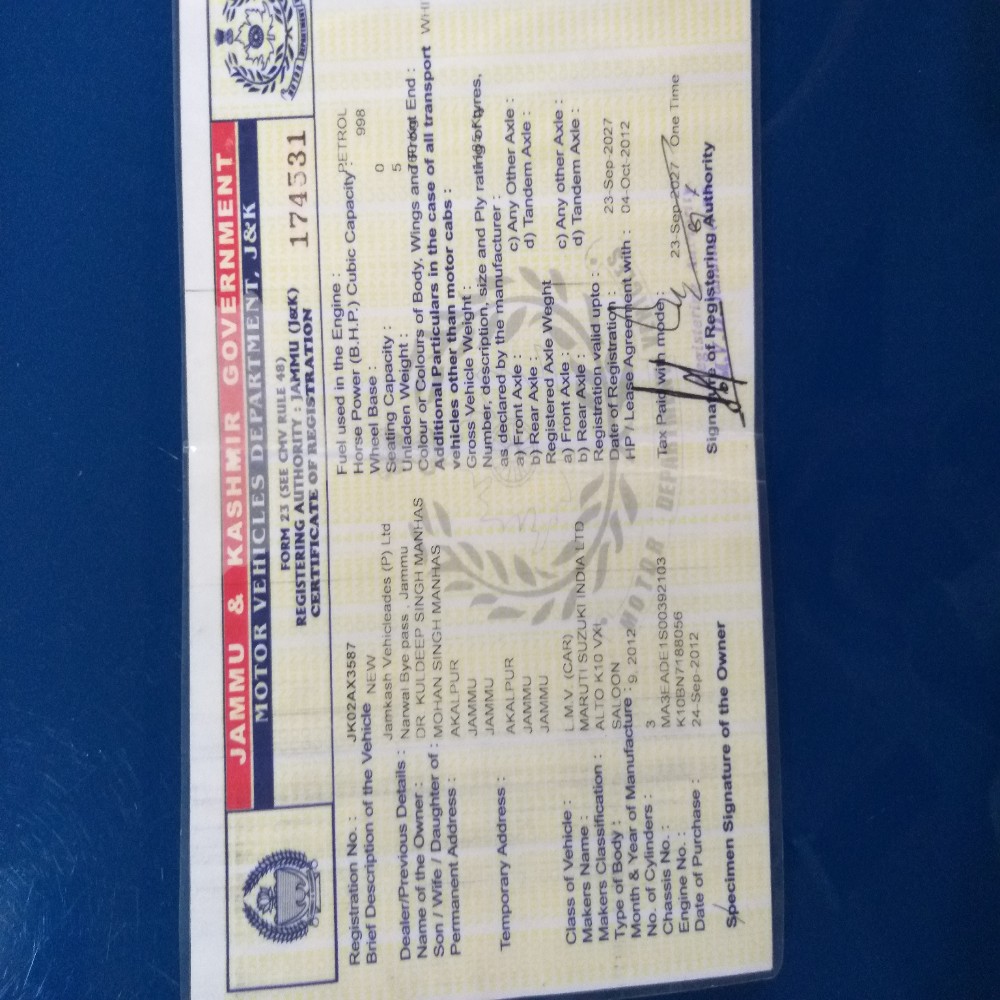 JAMMU & KASHMIR GOVERNMENT
MOTOR VEHICLES DEPARTMENT, J&K
FORM 23 (SEE CMV RULE 48)
REGISTERING AUTHORITY : JAMMU (J&K)
CERTIFICATE OF REGISTRATION
174531
Registration No. : JK02AX3587
Brief Description of the Vehicle NEW
Jamkash Vehicleades (P) Ltd
Dealer/Previous Details : Narwal Bye pass , Jammu
Name of the Owner : DR KULDEEP SINGH MANHAS
Son / Wife / Daughter of : MOHAN SINGH MANHAS
Permanent Address : AKALPUR
JAMMU
JAMMU
Temporary Address : AKALPUR
JAMMU
JAMMU
Class of Vehicle : L.M.V. (CAR)
Makers Name : MARUTI SUZUKI INDIA LTD
Makers Classification : ALTO K10 VXI
Type of Body : SALOON
Month & Year of Manufacture : 9, 2012
No. of Cylinders : 3
Chassis No. : MA3EADE1S00392103
Engine No. : K10BN7188056
Date of Purchase : 24-Sep-2012
Specimen Signature of the Owner
Fuel used in the Engine : PETROL
Horse Power (B.H.P.) Cubic Capacity : 998
Wheel Base : 0
Seating Capacity : 5
Unladen Weight :
Colour or Colours of Body, Wings and Front End :
Additional Particulars in the case of all transport
vehicles other than motor cabs :
Gross Vehicle Weight :
Number, description, size and Ply rating of tyres,
as declared by the manufacturer :
a) Front Axle : c) Any Other Axle :
b) Rear Axle : d) Tandem Axle :
Registered Axle Weght
a) Front Axle : c) Any other Axle :
b) Rear Axle : d) Tandem Axle :
Registration valid upto : 23-Sep-2027
Date of Registration : 04-Oct-2012
HP / Lease Agreement with :
Tax Paid with mode : 23-Sep-2027 One Time
Signature of Registering Authority
MOTOR DEPARTMENT